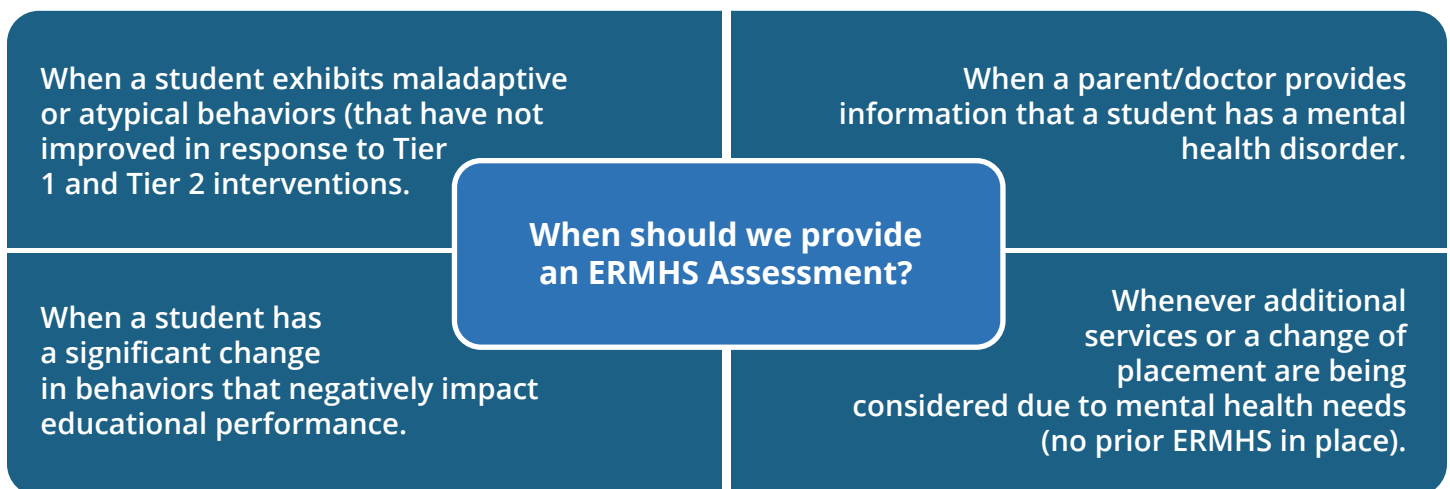 When a student exhibits maladaptive
or atypical behaviors (that have not
improved in response to Tier
1 and Tier 2 interventions.
When a parent/doctor provides
information that a student has a mental
health disorder.
When should we provide
an ERMHS Assessment?
When a student has
a significant change
in behaviors that negatively impact
educational performance.
Whenever additional
services or a change of
placement are being
considered due to mental health needs
(no prior ERMHS in place).